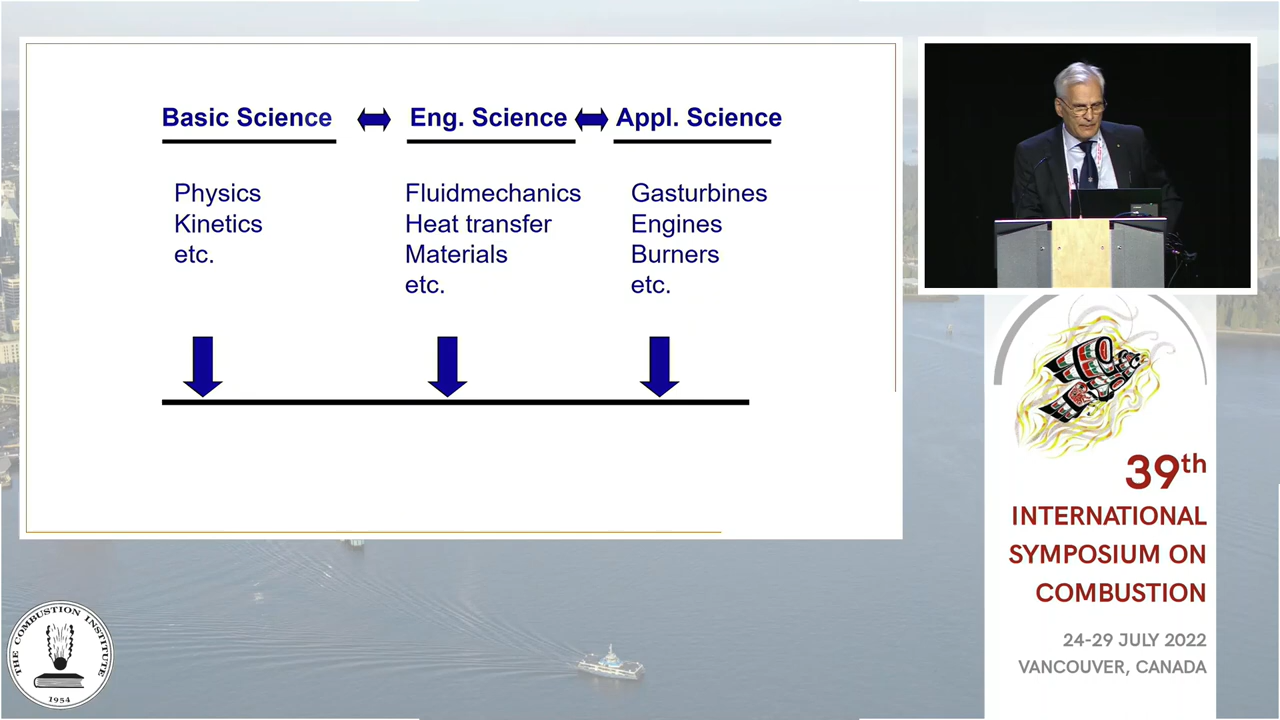 Basic Science
Eng. Science
Appl. Science
Physics
Kinetics
etc.
Fluidmechanics
Heat transfer
Materials
etc.
Gasturbines
Engines
Burners
etc.
39th
INTERNATIONAL
SYMPOSIUM ON
COMBUSTION
24-29 JULY 2022
VANCOUVER, CANADA
THE COMBUSTION INSTITUTE
1954